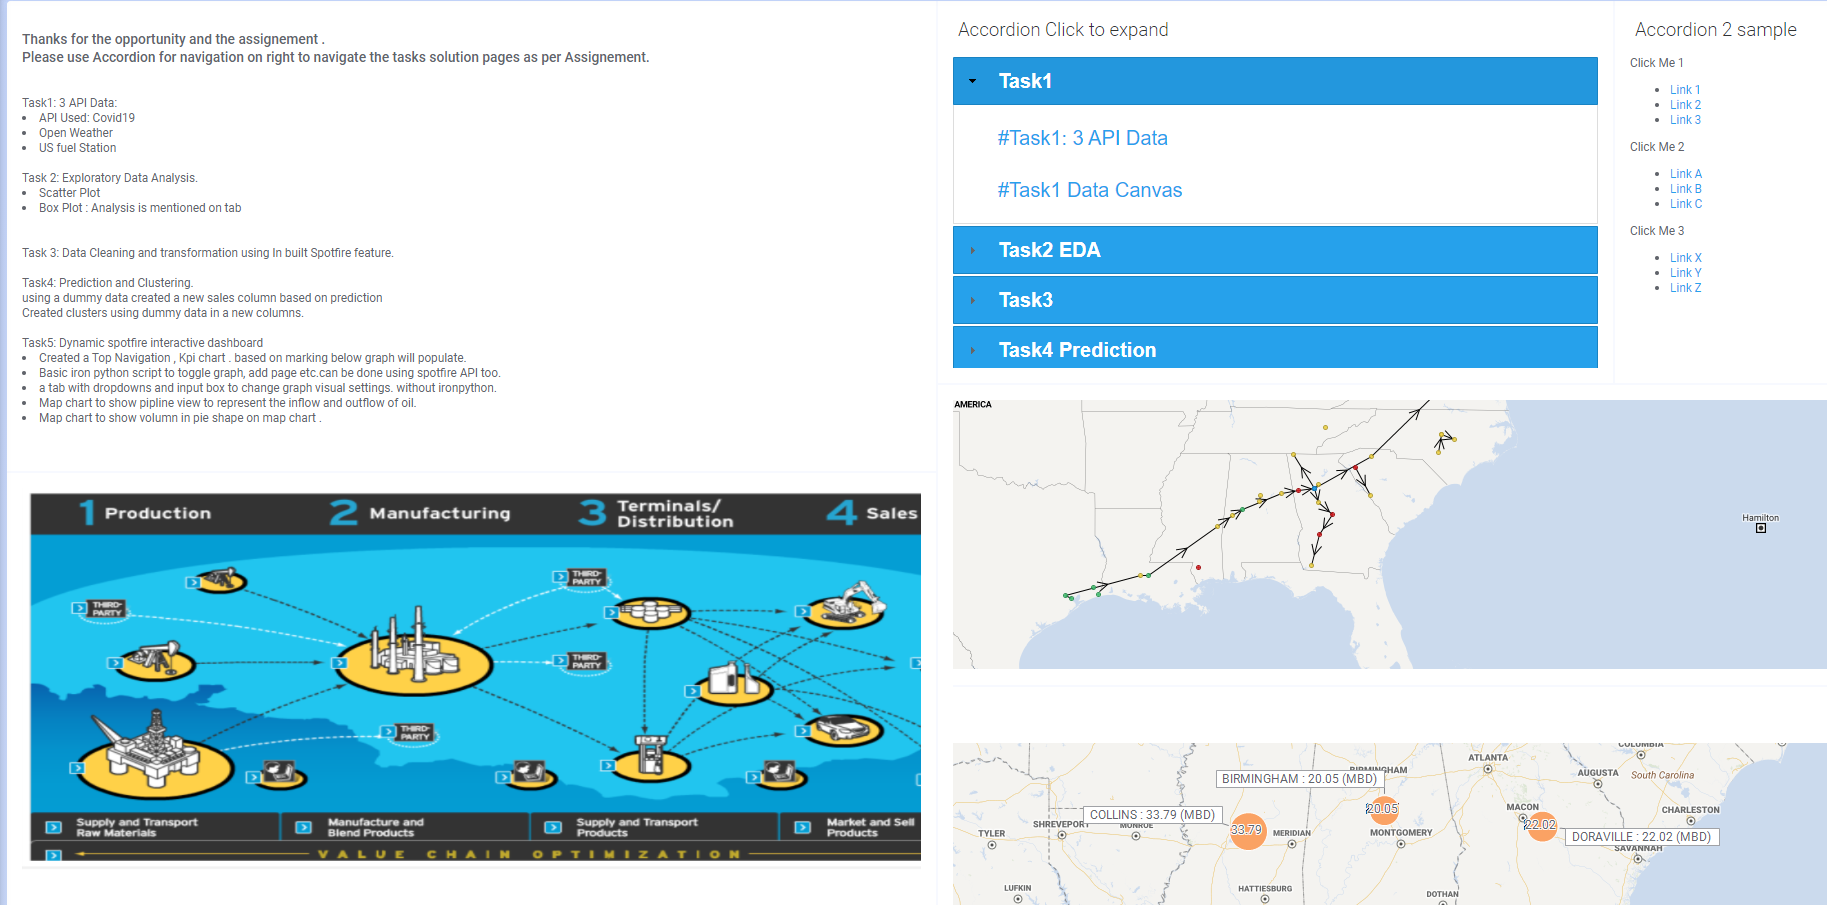 Thanks for the opportunity and the assignement .
Please use Accordion for navigation on right to navigate the tasks solution pages as per Assignement.
Task1: 3 API Data:
• API Used: Covid19
• Open Weather
• US fuel Station
Task 2: Exploratory Data Analysis.
• Scatter Plot
• Box Plot : Analysis is mentioned on tab
Task 3: Data Cleaning and transformation using In built Spotfire feature.
Task4: Prediction and Clustering.
using a dummy data created a new sales column based on prediction
Created clusters using dummy data in a new columns.
Task5: Dynamic spotfire interactive dashboard
• Created a Top Navigation , Kpi chart . based on marking below graph will populate.
• Basic iron python script to toggle graph, add page etc.can be done using spotfire API too.
• a tab with dropdowns and input box to change graph visual settings. without ironpython.
• Map chart to show pipline view to represent the inflow and outflow of oil.
• Map chart to show volumn in pie shape on map chart .
Accordion Click to expand
Task1
#Task1: 3 API Data
#Task1 Data Canvas
Task2 EDA
Task3
Task4 Prediction
Accordion 2 sample
Click Me 1
• Link 1
• Link 2
• Link 3
Click Me 2
• Link A
• Link B
• Link C
Click Me 3
• Link X
• Link Y
• Link Z
1 Production
2 Manufacturing
3 Terminals/
Distribution
4 Sales
THIRD-
PARTY
THIRD-
PARTY
THIRD-
PARTY
THIRD-
PARTY
Supply and Transport
Raw Materials
Manufacture and
Blend Products
Supply and Transport
Products
Market and Sell
Products
VALUE CHAIN OPTIMIZATION
AMERICA
Hamilton
COLUMBIA
ATLANTA
BIRMINGHAM
BIRMINGHAM : 20.05 (MBD)
AUGUSTA
South Carolina
20.05
MACON
CHARLESTON
COLLINS : 33.79 (MBD)
SHREVEPORT
MONROE
33.79
22.02
TYLER
MERIDIAN
MONTGOMERY
DORAVILLE : 22.02 (MBD)
SAVANNAH
LUFKIN
HATTIESBURG
DOTHAN